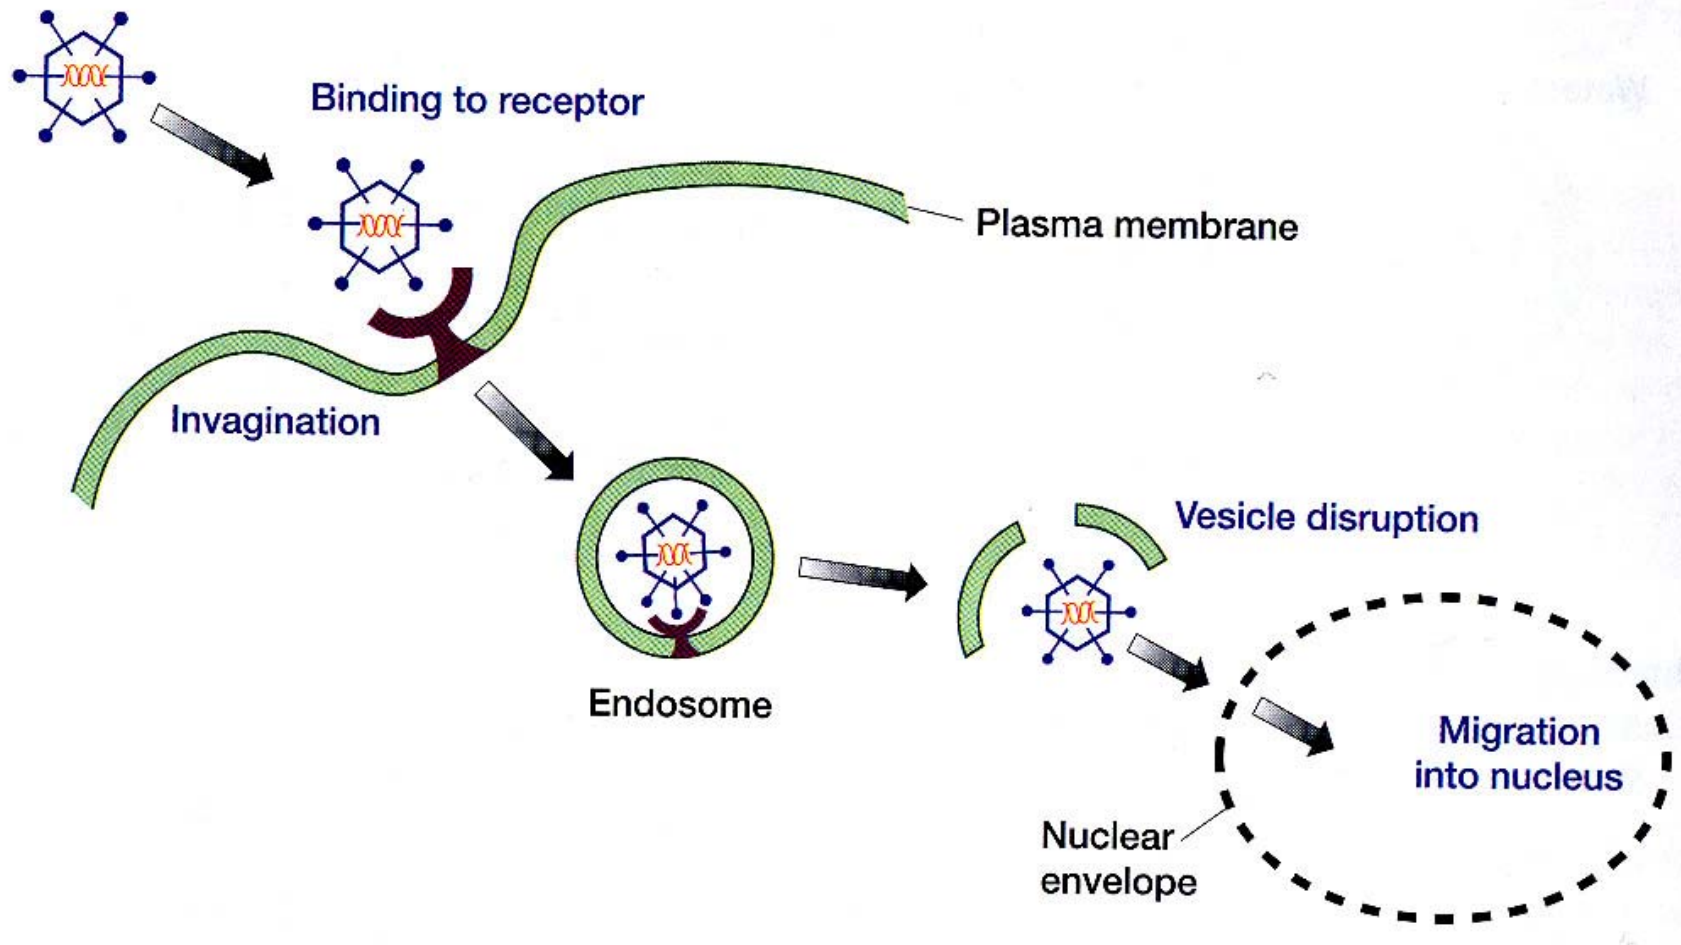 Binding to receptor
Plasma membrane
Invagination
Vesicle disruption
Endosome
Migration
into nucleus
Nuclear
envelope